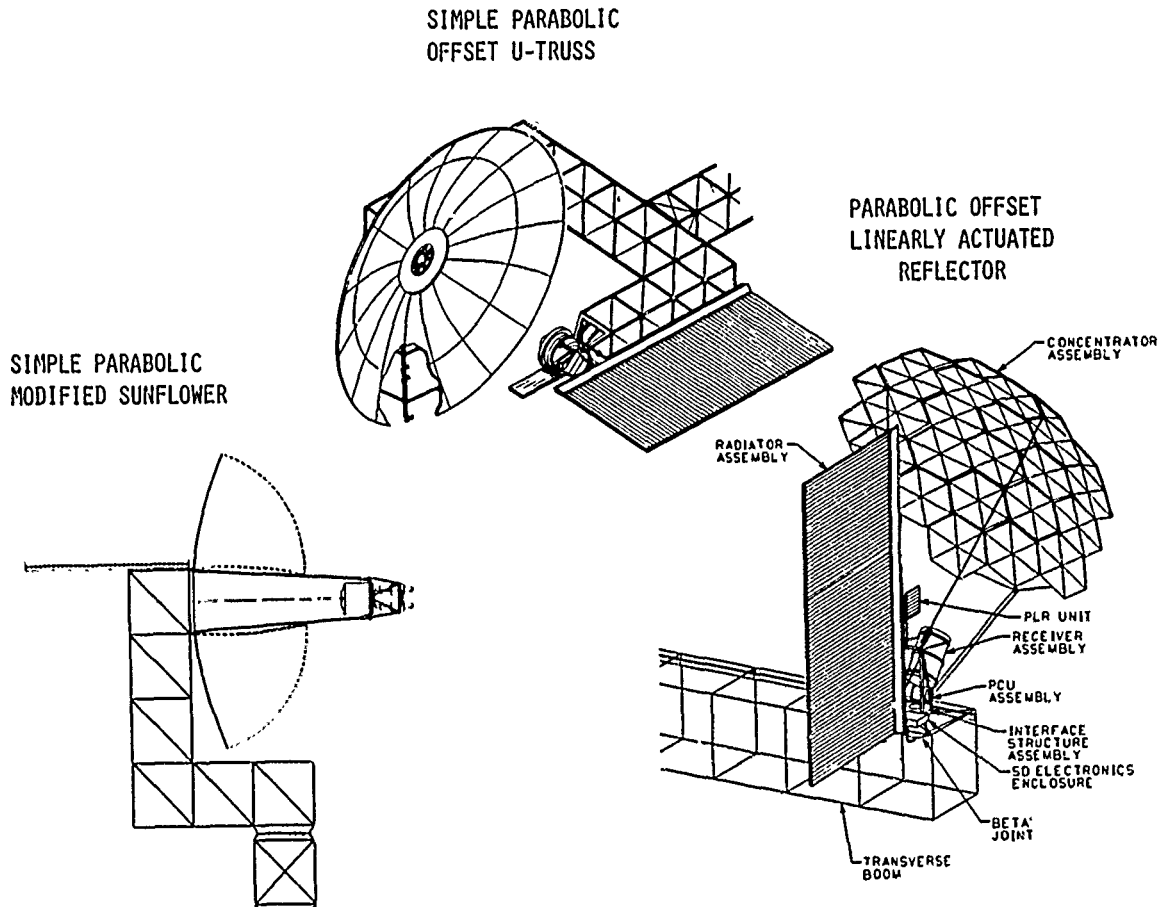 SIMPLE PARABOLIC
OFFSET U-TRUSS
PARABOLIC OFFSET
LINEARLY ACTUATED
REFLECTOR
SIMPLE PARABOLIC
MODIFIED SUNFLOWER
CONCENTRATOR
ASSEMBLY
RADIATOR
ASSEMBLY
PLR UNIT
RECEIVER
ASSEMBLY
PCU
ASSEMBLY
INTERFACE
STRUCTURE
ASSEMBLY
SD ELECTRONICS
ENCLOSURE
BETA
JOINT
TRANSVERSE
BOOM